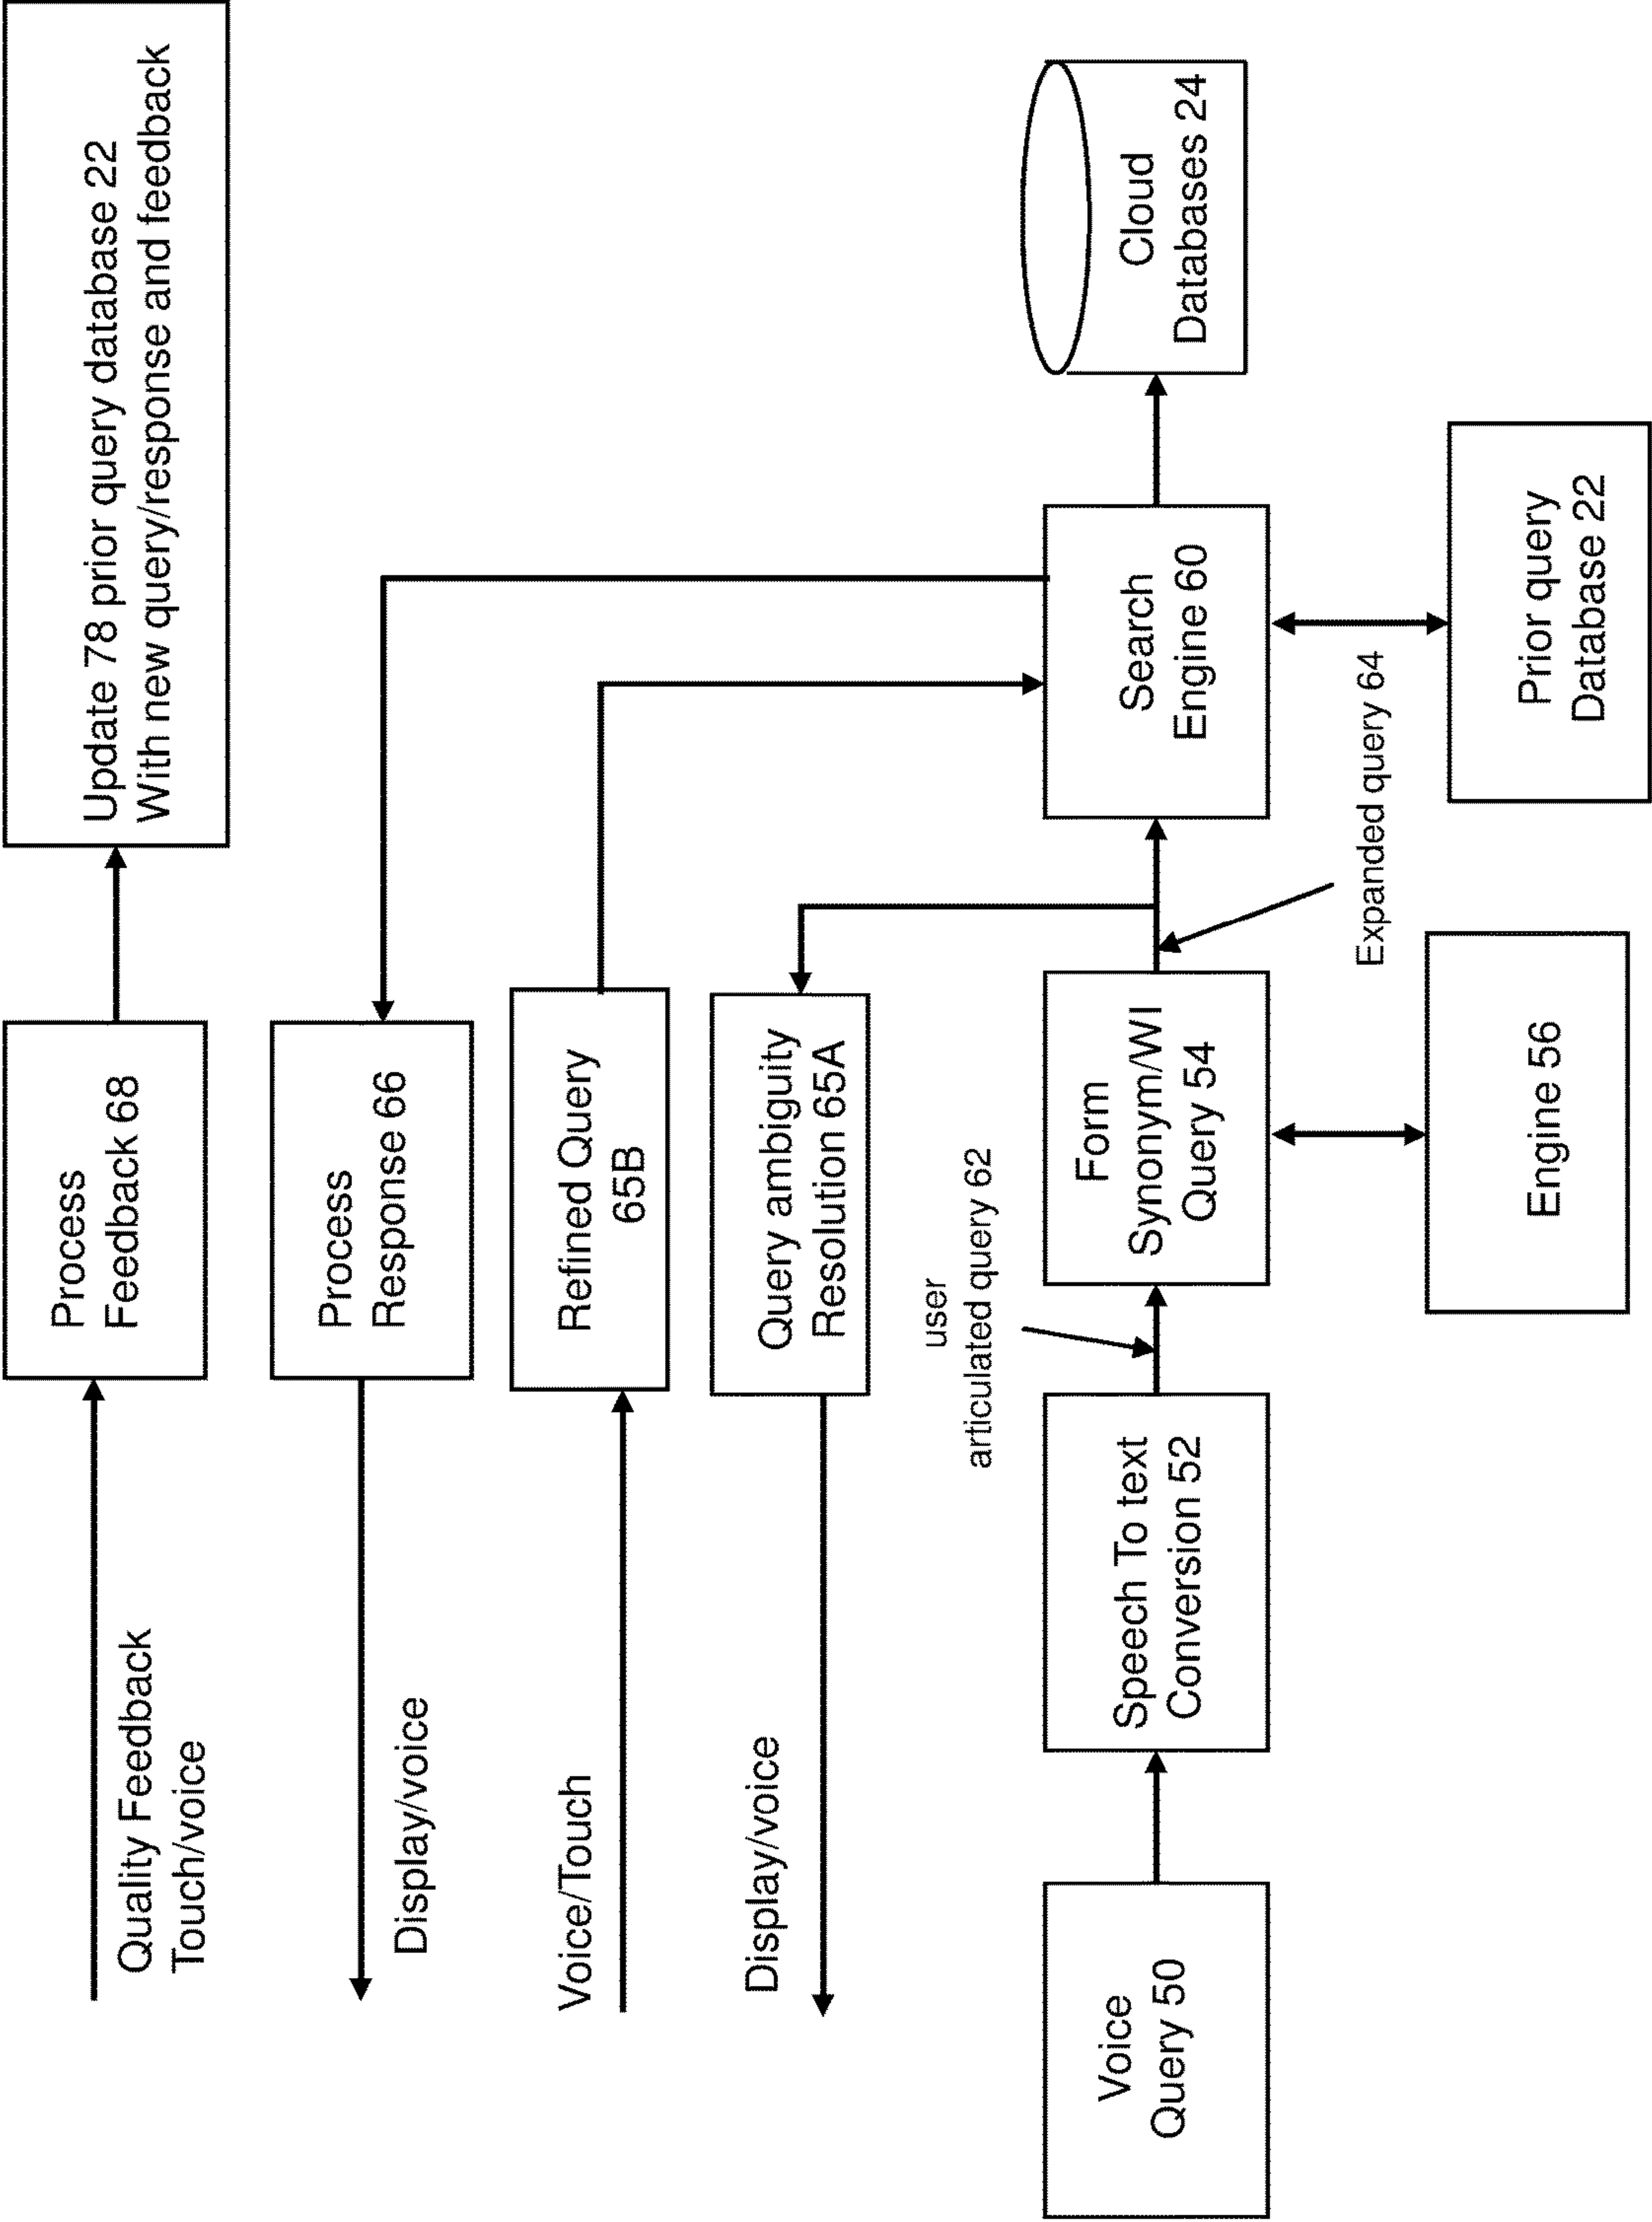 Update 78 prior query database 22
With new query/response and feedback
Process
Feedback 68
Quality Feedback
Touch/voice
Process
Response 66
Display/voice
Refined Query
65B
Voice/Touch
Query ambiguity
Resolution 65A
Display/voice
user
articulated query 62
Voice
Query 50
Speech To text
Conversion 52
Form
Synonym/WI
Query 54
Search
Engine 60
Cloud
Databases 24
Expanded query 64
Engine 56
Prior query
Database 22